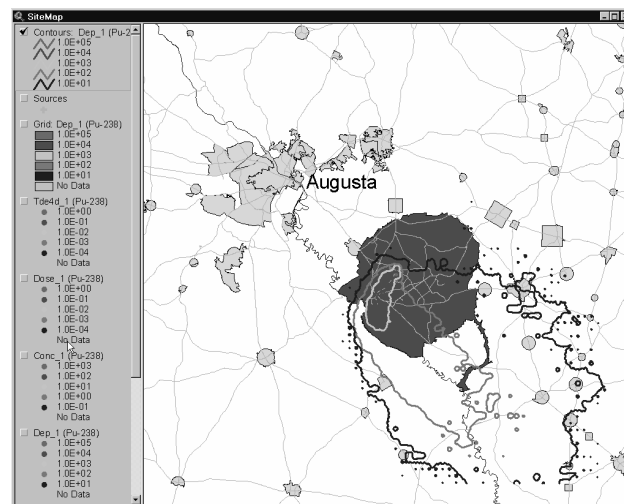 SiteMap
Contours: Dep_1 (Pu-2
1.0E+05
1.0E+04
1.0E+03
1.0E+02
1.0E+01
Sources
Grid: Dep_1 (Pu-238)
1.0E+05
1.0E+04
1.0E+03
1.0E+02
1.0E+01
No Data
Tde4d_1 (Pu-238)
1.0E+00
1.0E-01
1.0E-02
1.0E-03
1.0E-04
No Data
Dose_1 (Pu-238)
1.0E+00
1.0E-01
1.0E-02
1.0E-03
1.0E-04
No Data
Conc_1 (Pu-238)
1.0E+03
1.0E+02
1.0E+01
1.0E+00
1.0E-01
No Data
Dep_1 (Pu-238)
1.0E+05
1.0E+04
1.0E+03
1.0E+02
1.0E+01
No Data
Augusta